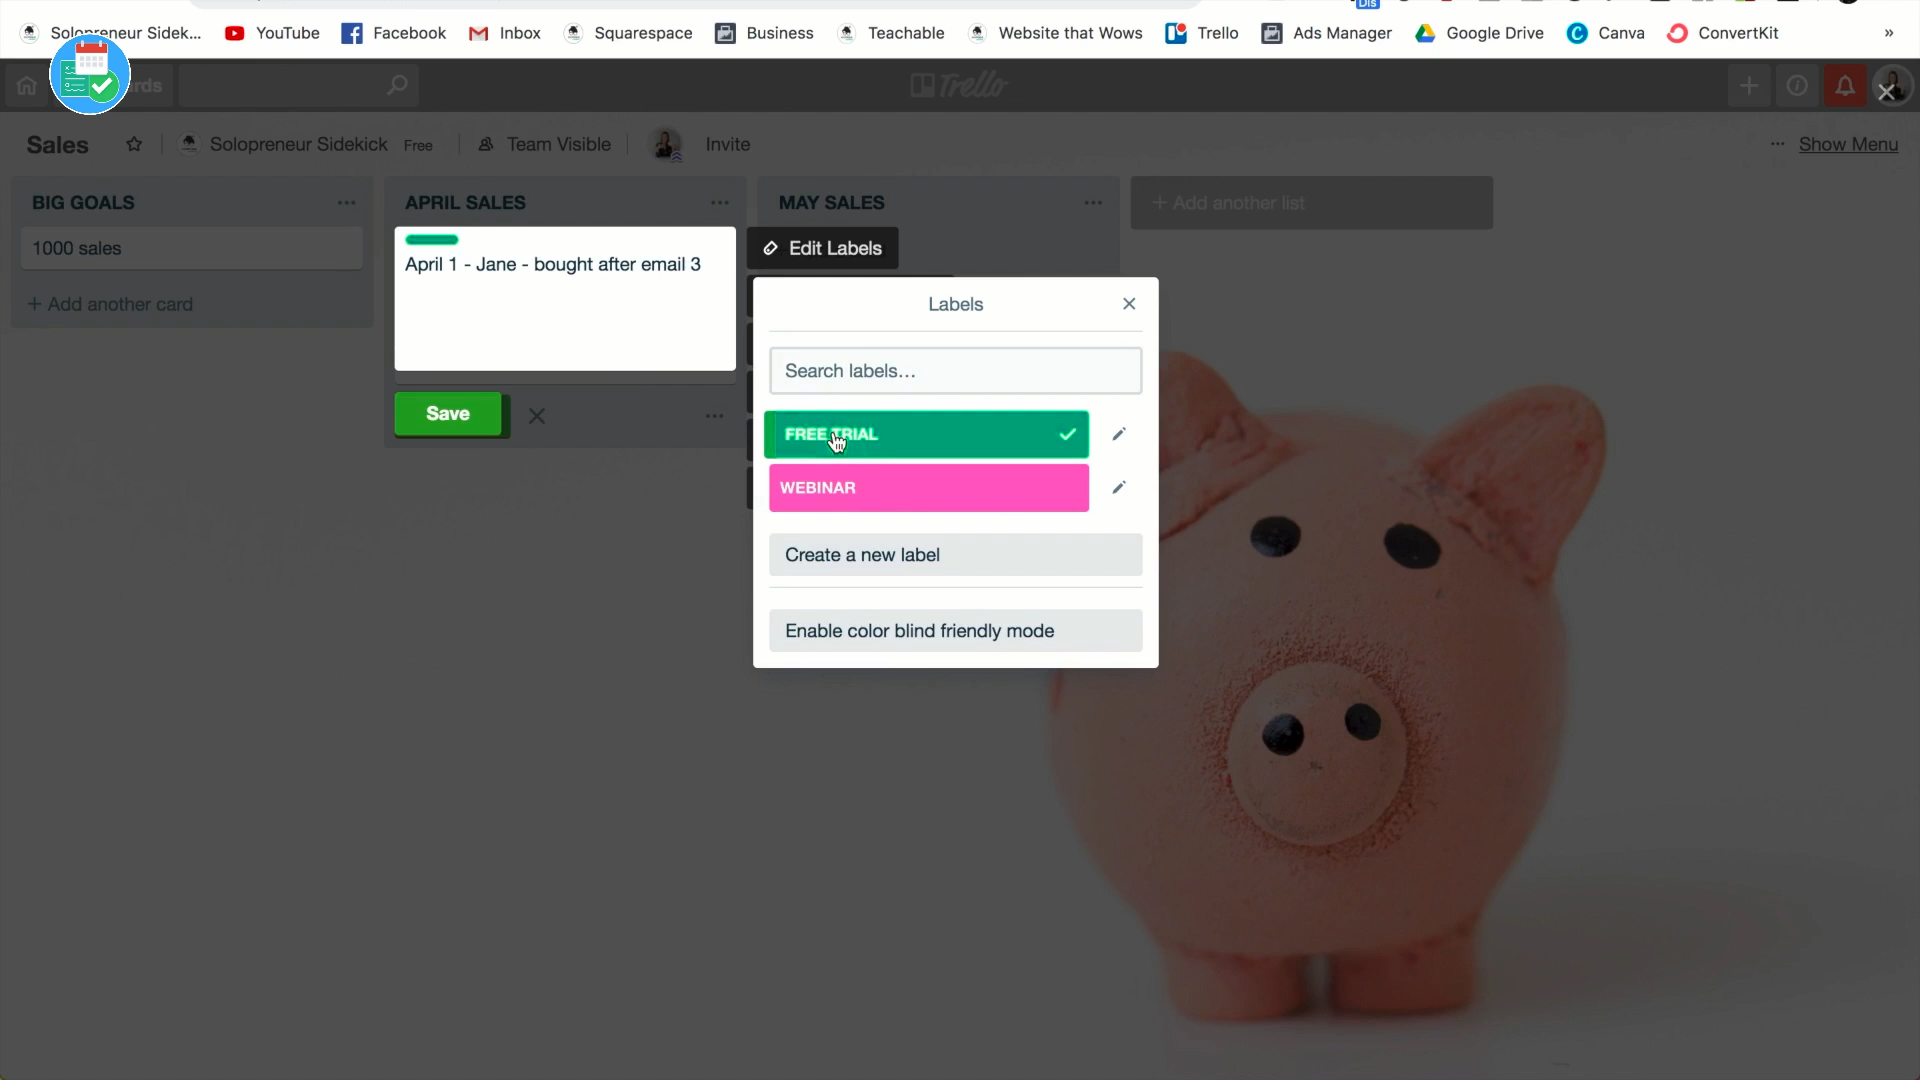 Dis
Solopreneur Sidek...
YouTube
Facebook
Inbox
Squarespace
Business
Teachable
Website that Wows
Trello
Ads Manager
Google Drive
Canva
ConvertKit
»
Trello
Sales
Solopreneur Sidekick Free
Team Visible
Invite
... Show Menu
BIG GOALS
1000 sales
+ Add another card
APRIL SALES
April 1 - Jane - bought after email 3
Save
MAY SALES
+ Add another list
Edit Labels
Labels
Search labels…
FREE TRIAL
WEBINAR
Create a new label
Enable color blind friendly mode